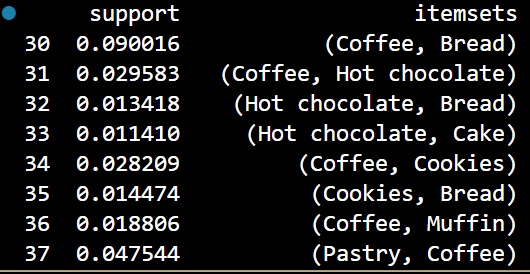 support itemsets
30 0.090016 (Coffee, Bread)
31 0.029583 (Coffee, Hot chocolate)
32 0.013418 (Hot chocolate, Bread)
33 0.011410 (Hot chocolate, Cake)
34 0.028209 (Coffee, Cookies)
35 0.014474 (Cookies, Bread)
36 0.018806 (Coffee, Muffin)
37 0.047544 (Pastry, Coffee)